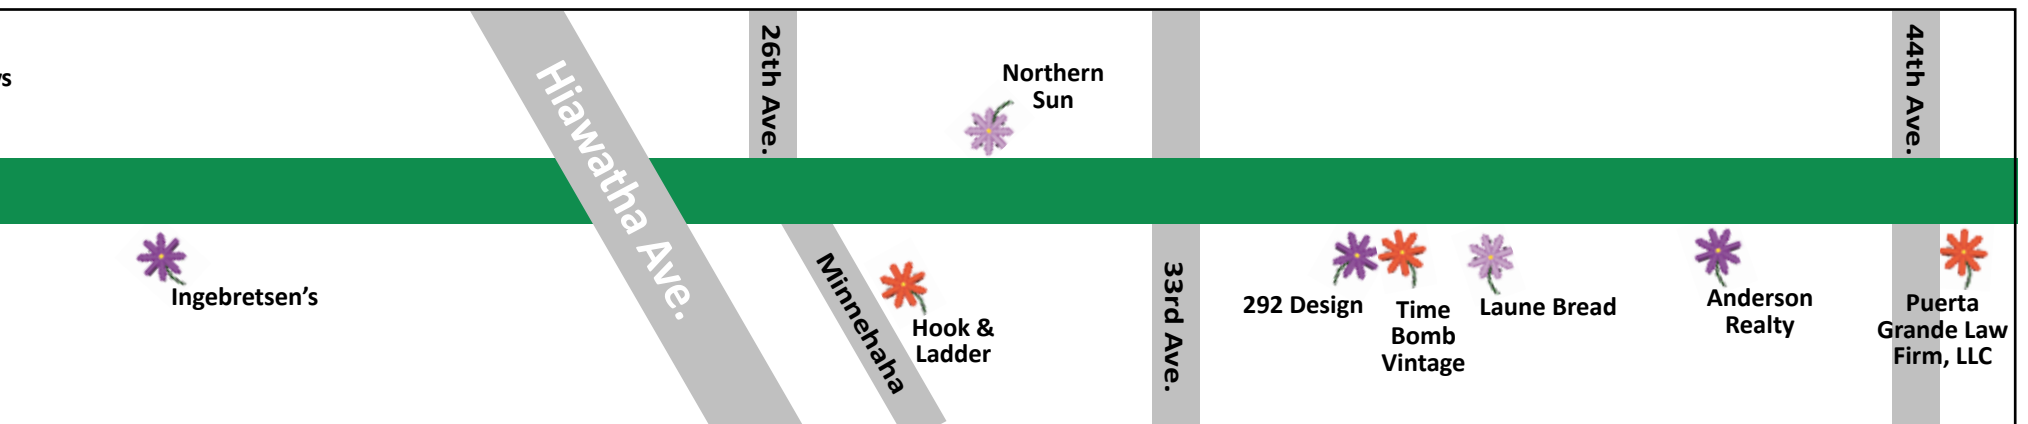 Hiawatha Ave.
26th Ave.
Northern
Sun
44th Ave.
Ingebretsen’s
Minnehaha
Hook &
Ladder
33rd Ave.
292 Design
Time
Bomb
Vintage
Laune Bread
Anderson
Realty
Puerta
Grande Law
Firm, LLC